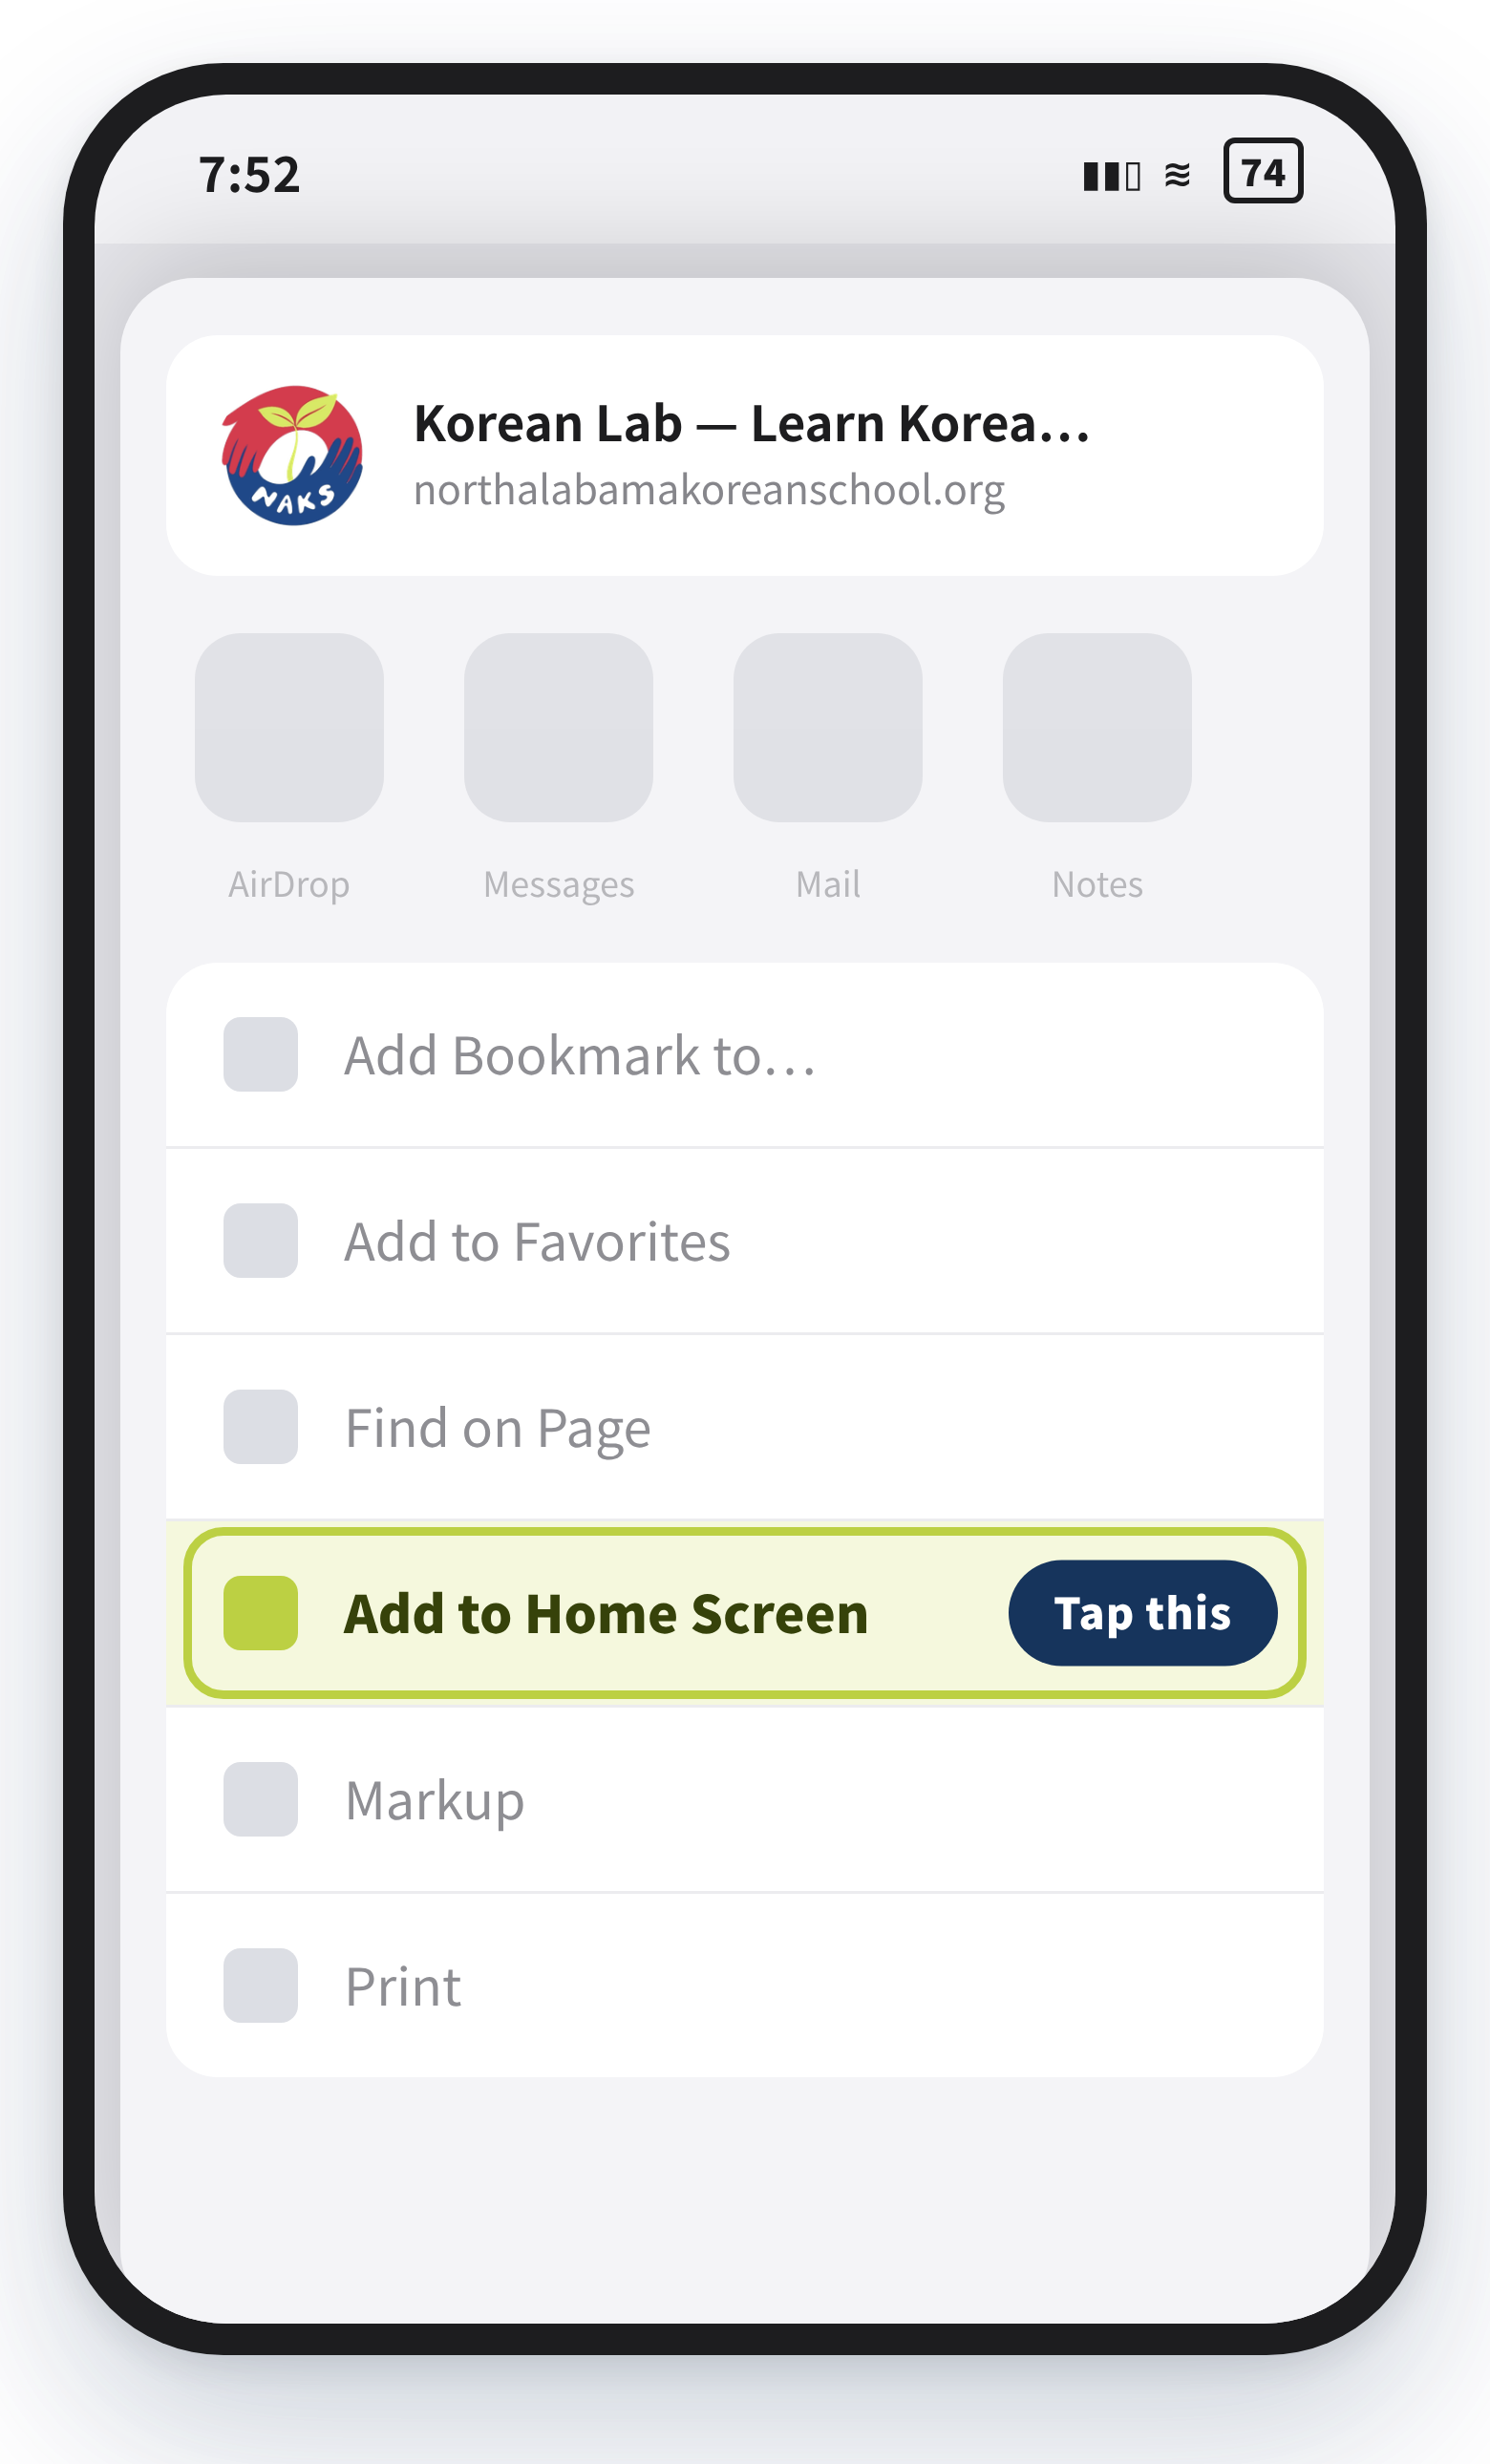 7:52
74
NAKS
Korean Lab — Learn Korea…
northalabamakoreanschool.org
AirDrop Messages Mail Notes
Add Bookmark to…
Add to Favorites
Find on Page
Add to Home Screen Tap this
Markup
Print